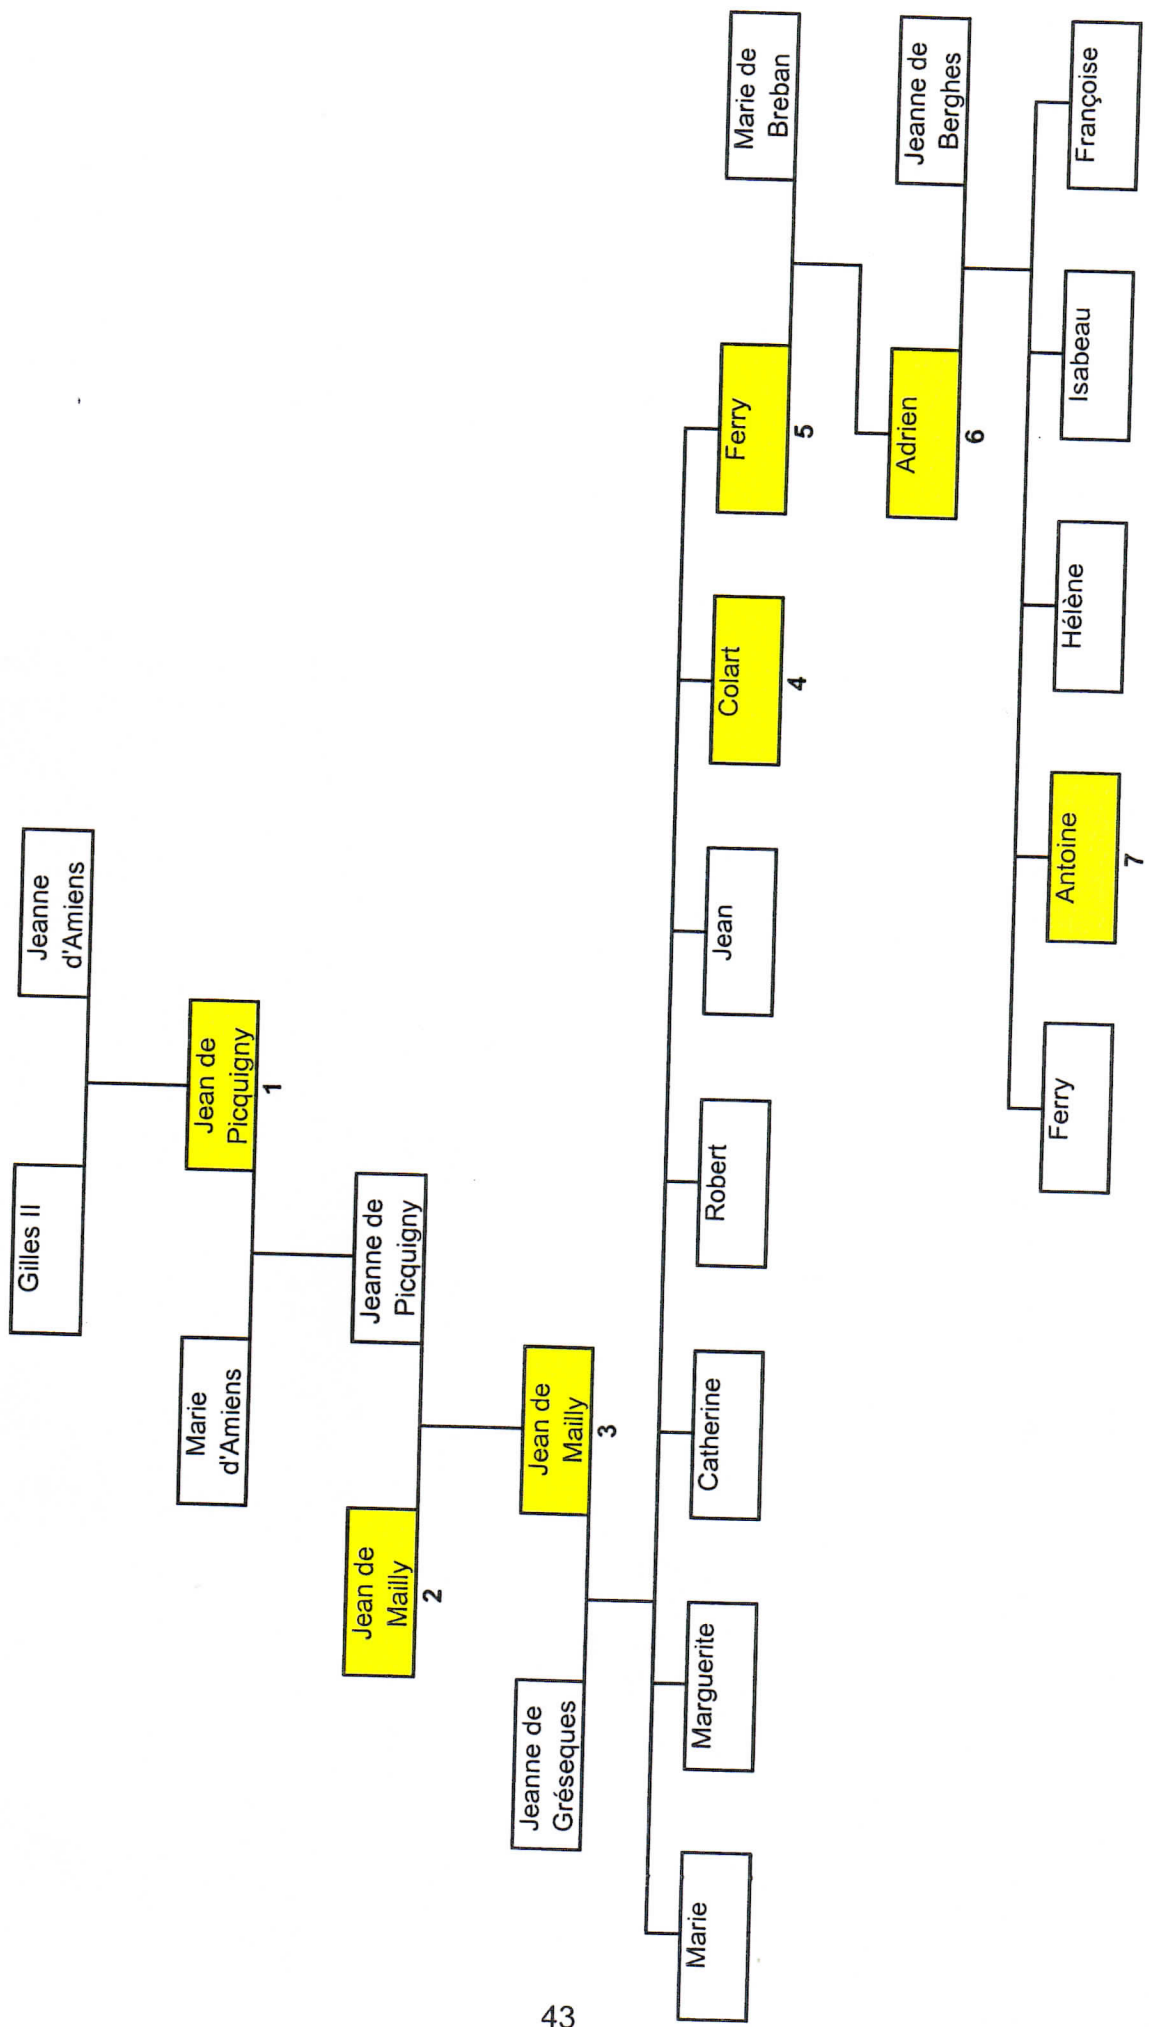 Gilles II
Jeanne
d'Amiens
Marie
d'Amiens
Jean de
Picquigny
1
Jean de
Mailly
2
Jeanne de
Picquigny
Jeanne de
Gréseques
Jean de
Mailly
3
Marie
Marguerite
Catherine
Robert
Jean
Colart
4
Ferry
5
Marie de
Breban
Adrien
6
Jeanne de
Berghes
Ferry
Antoine
7
Hélène
Isabeau
Françoise
43